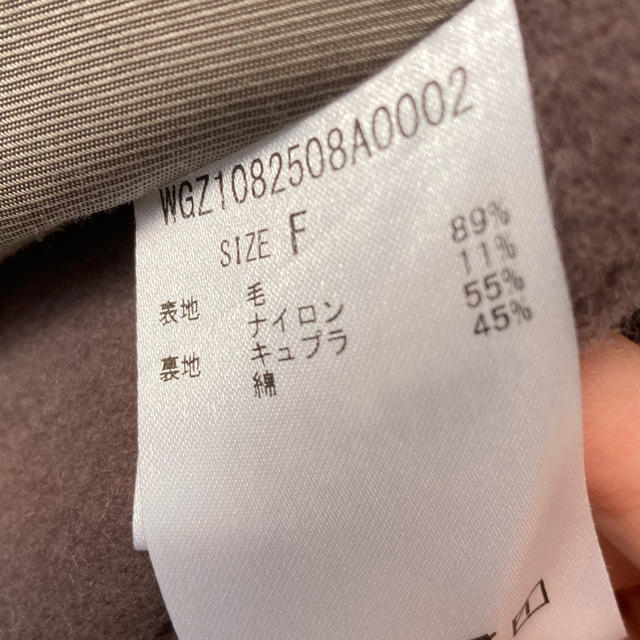 WGZ1082508A0002
SIZE F
表地 毛 89%
ナイロン 11%
裏地 キュプラ 55%
綿 45%